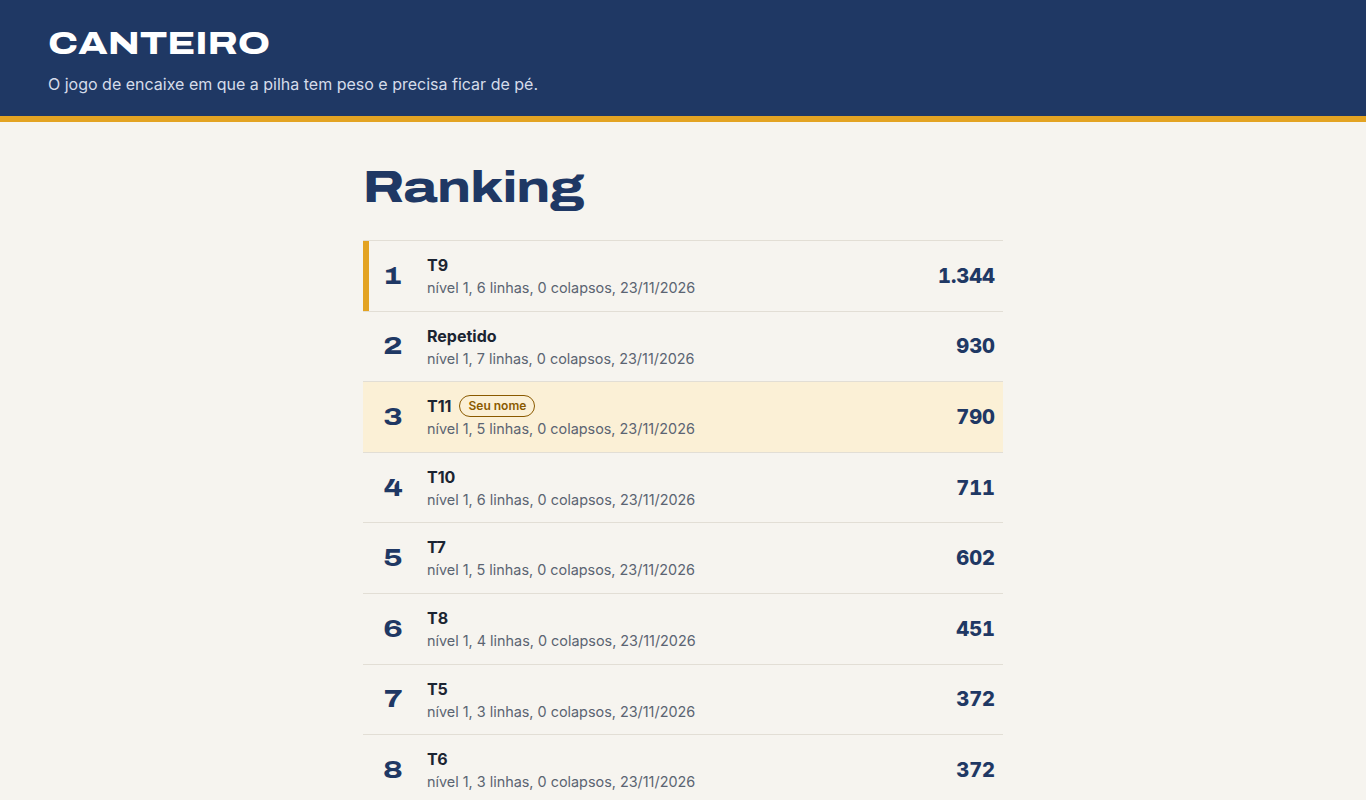 CANTEIRO
O jogo de encaixe em que a pilha tem peso e precisa ficar de pé.
Ranking
1 T9 1.344
nível 1, 6 linhas, 0 colapsos, 23/11/2026
2 Repetido 930
nível 1, 7 linhas, 0 colapsos, 23/11/2026
3 T11 Seu nome 790
nível 1, 5 linhas, 0 colapsos, 23/11/2026
4 T10 711
nível 1, 6 linhas, 0 colapsos, 23/11/2026
5 T7 602
nível 1, 5 linhas, 0 colapsos, 23/11/2026
6 T8 451
nível 1, 4 linhas, 0 colapsos, 23/11/2026
7 T5 372
nível 1, 3 linhas, 0 colapsos, 23/11/2026
8 T6 372
nível 1, 3 linhas, 0 colapsos, 23/11/2026